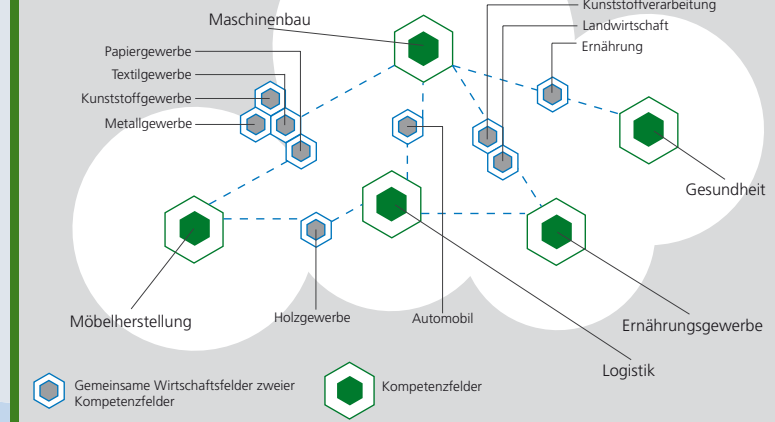 Kunststoffverarbeitung
Maschinenbau
Landwirtschaft
Ernährung
Papiergewerbe
Textilgewerbe
Kunststoffgewerbe
Metallgewerbe
Gesundheit
Möbelherstellung
Holzgewerbe
Automobil
Ernährungsgewerbe
Logistik
Gemeinsame Wirtschaftsfelder zweier
Kompetenzfelder
Kompetenzfelder